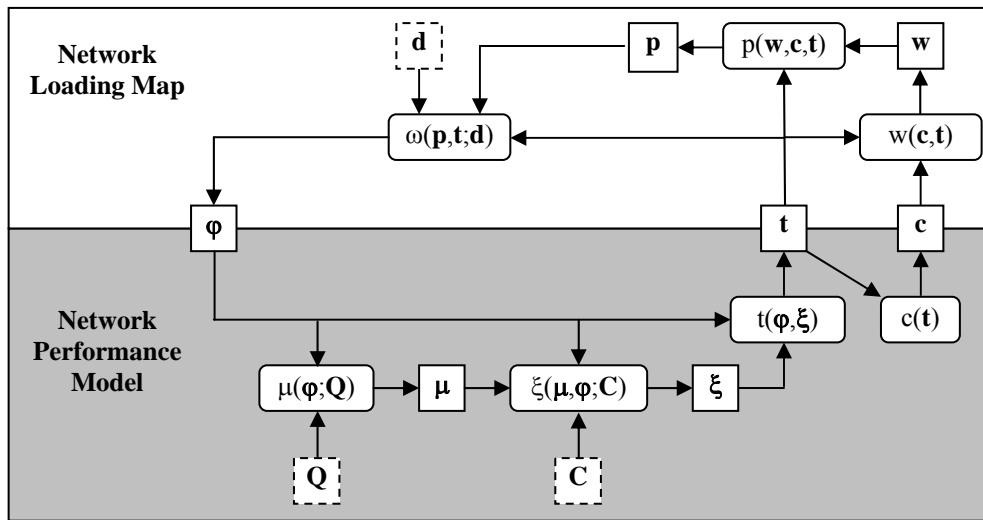 Network
Loading Map
d
p
p(w,c,t)
w
ω(p,t;d)
w(c,t)
φ
t
c
Network
Performance
Model
t(φ,ξ)
c(t)
μ(φ;Q)
μ
ξ(μ,φ;C)
ξ
Q
C